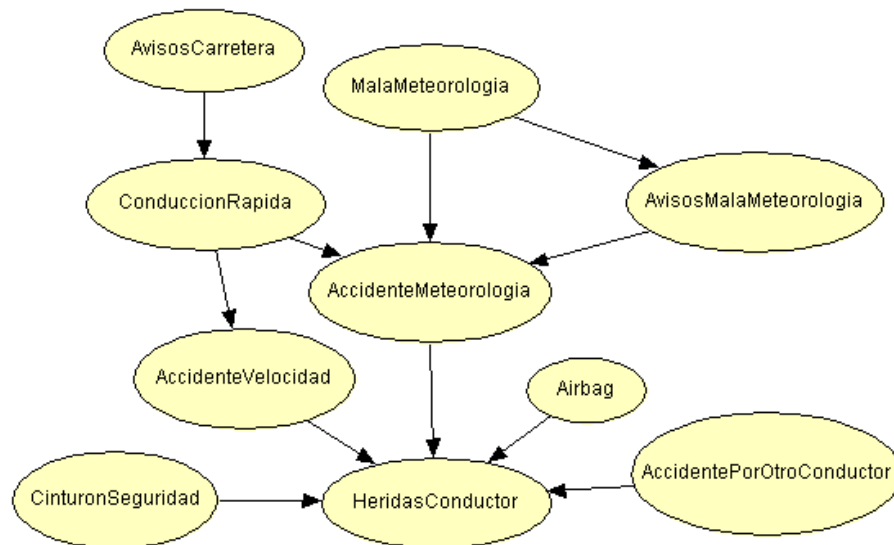 AvisosCarretera
MalaMeteorologia
ConduccionRapida
AvisosMalaMeteorologia
AccidenteMeteorologia
AccidenteVelocidad
Airbag
AccidentePorOtroConductor
CinturonSeguridad
HeridasConductor